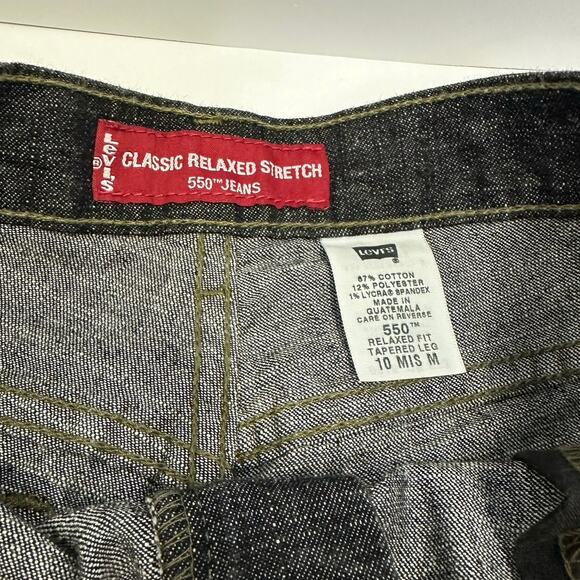 LEVI'S®
CLASSIC RELAXED STRETCH
550™ JEANS
LEVI'S
®
87% COTTON
12% POLYESTER
1% LYCRA® SPANDEX
MADE IN
GUATEMALA
CARE ON REVERSE
550™
RELAXED FIT
TAPERED LEG
10 MIS M